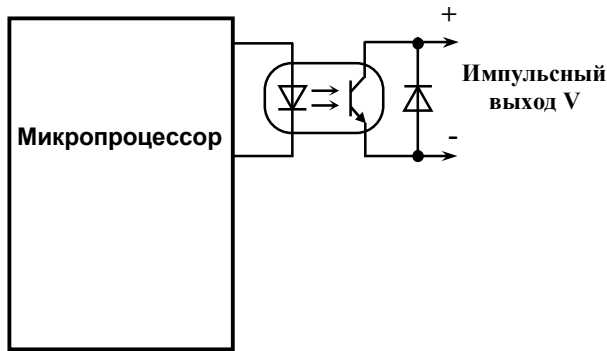 Микропроцессор
+
Импульсный
выход V
-